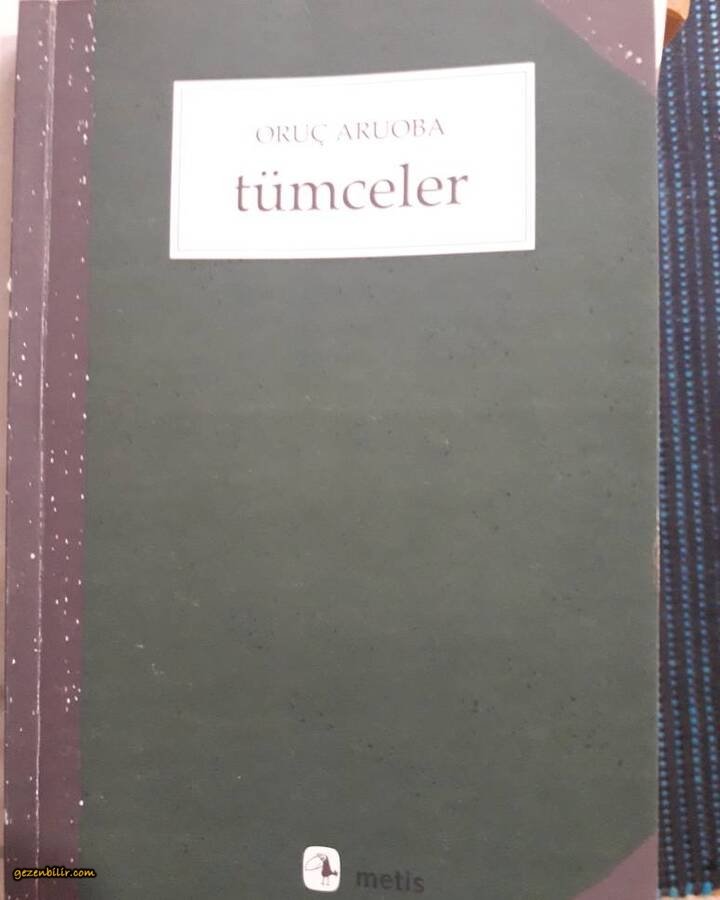 ORUÇ ARUOBA
tümceler
metis
gezenbilir.com